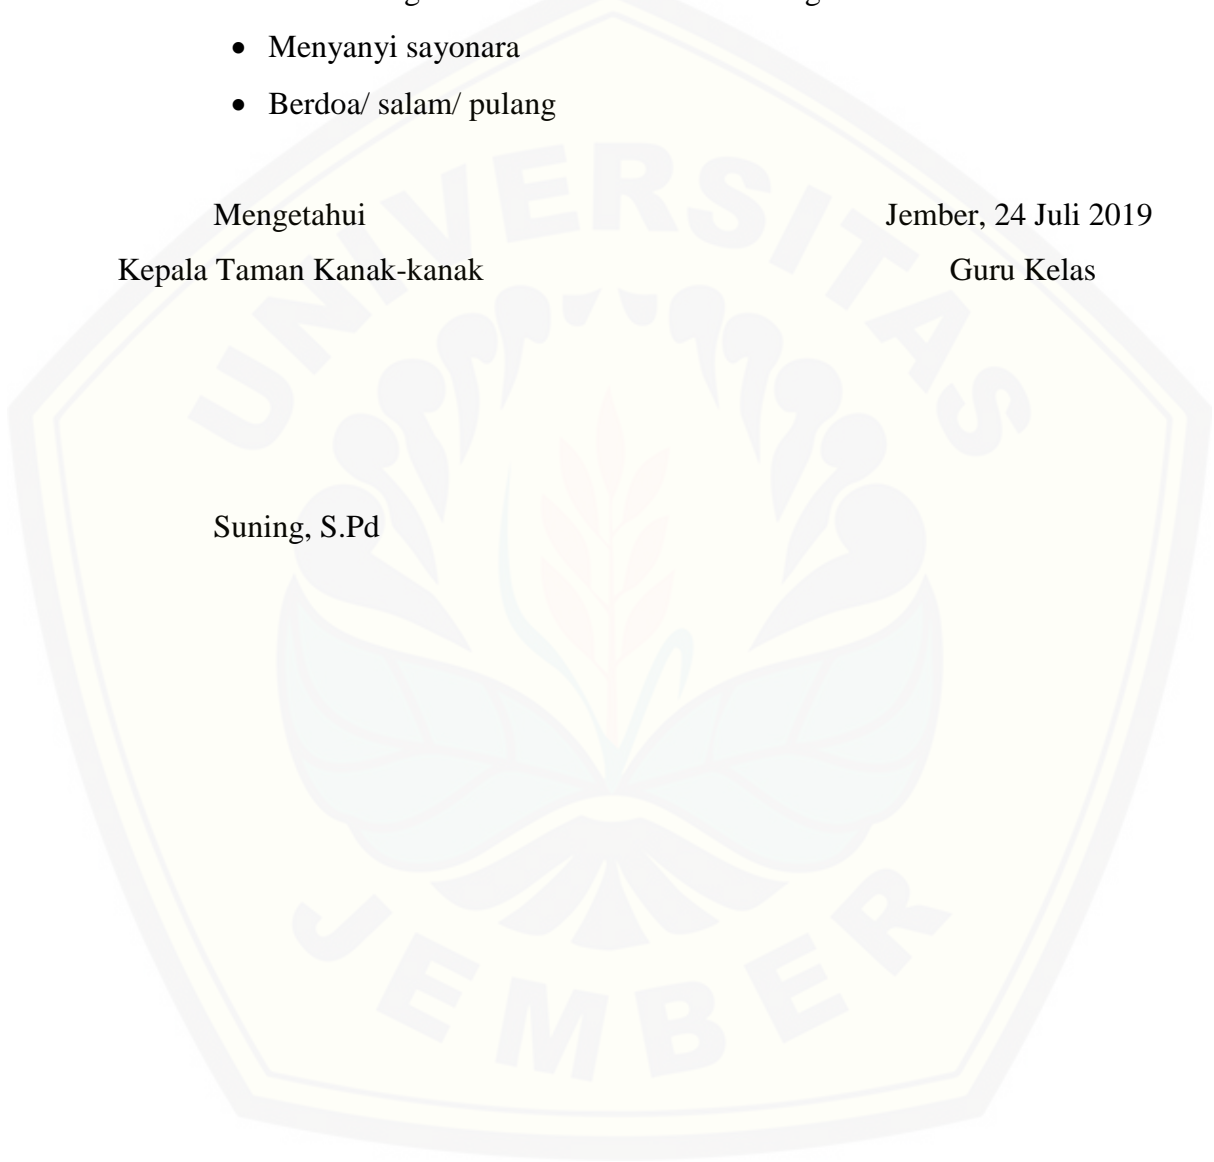 • Menyanyi sayonara
• Berdoa/ salam/ pulang
Mengetahui Jember, 24 Juli 2019
Kepala Taman Kanak-kanak Guru Kelas
Suning, S.Pd
UNIVERSITAS
JEMBER